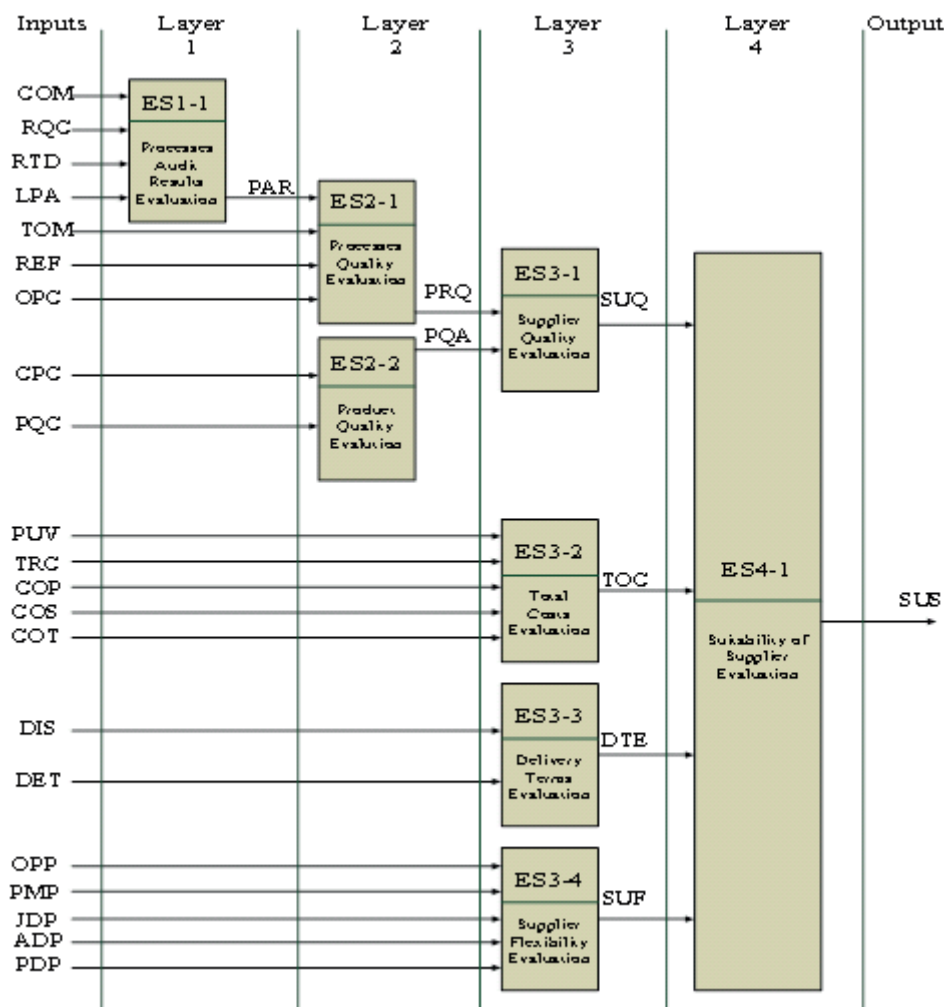 Inputs
Layer
1
Layer
2
Layer
3
Layer
4
Output
COM
RQC
RTD
LPA
TOM
REF
OPC
CPC
PQC
PUV
TRC
COP
COS
COT
DIS
DET
OPP
PMP
JDP
ADP
PDP
ES1-1
Processes
Audit
Results
Evaluation
PAR
ES2-1
Processes
Quality
Evaluation
PRQ
PQA
ES2-2
Product
Quality
Evaluation
ES3-1
Supplier
Quality
Evaluation
SUQ
ES3-2
Total
Costs
Evaluation
TOC
ES3-3
Delivery
Terms
Evaluation
DTE
ES3-4
Supplier
Flexibility
Evaluation
SUF
ES4-1
Suitability of
Supplier
Evaluation
SUS